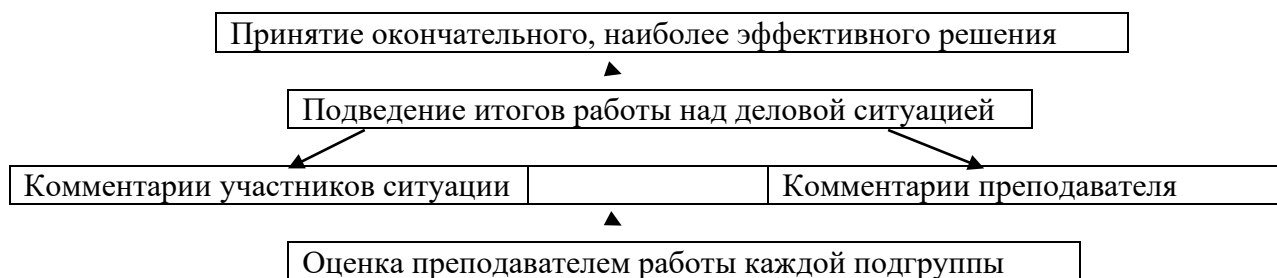 Принятие окончательного, наиболее эффективного решения
Подведение итогов работы над деловой ситуацией
Комментарии участников ситуации
Комментарии преподавателя
Оценка преподавателем работы каждой подгруппы